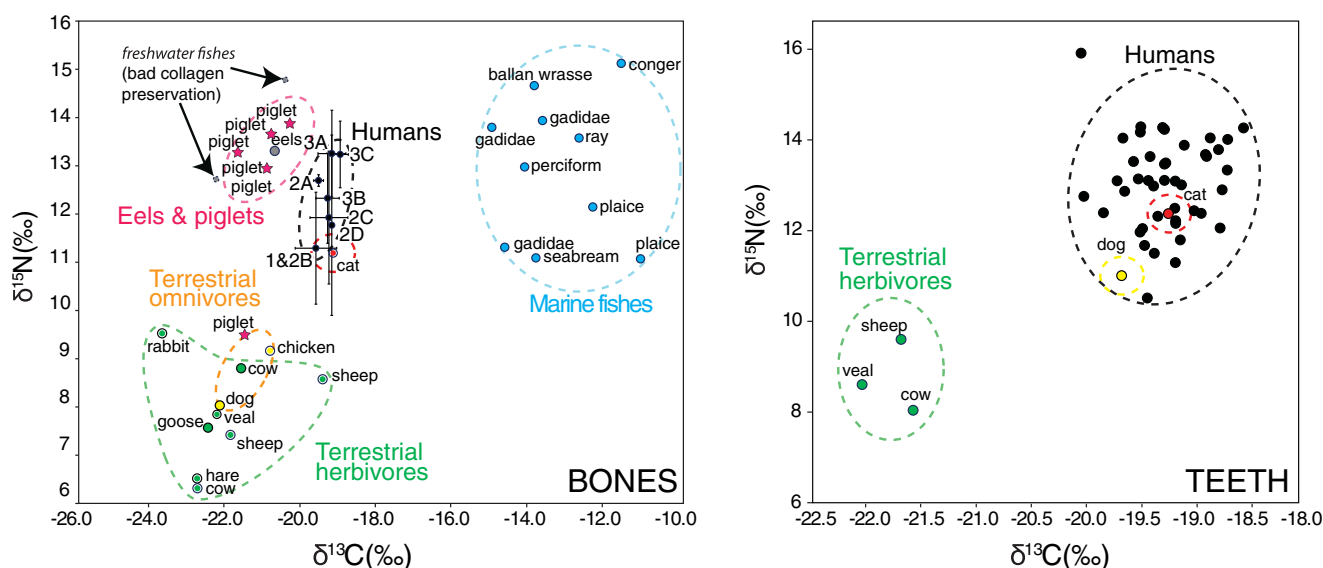 16
15
14
13
12
11
10
9
8
7
6
δ15N(‰)
-26.0
-24.0
-22.0
-20.0
-18.0
-16.0
-14.0
-12.0
-10.0
δ13C(‰)
freshwater fishes
(bad collagen
preservation)
piglet
piglet
piglet
eels
piglet
piglet
Eels & piglets
Humans
3A
3C
2A
3B
2C
2D
1&2B
cat
conger
ballan wrasse
gadidae
gadidae
ray
perciform
plaice
gadidae
plaice
seabream
Marine fishes
Terrestrial
omnivores
piglet
rabbit
chicken
cow
sheep
dog
veal
goose
sheep
hare
cow
Terrestrial
herbivores
BONES
16
14
12
10
8
6
δ15N(‰)
-22.5
-22.0
-21.5
-21.0
-20.5
-20.0
-19.5
-19.0
-18.5
-18.0
δ13C(‰)
Humans
cat
dog
Terrestrial
herbivores
sheep
veal
cow
TEETH